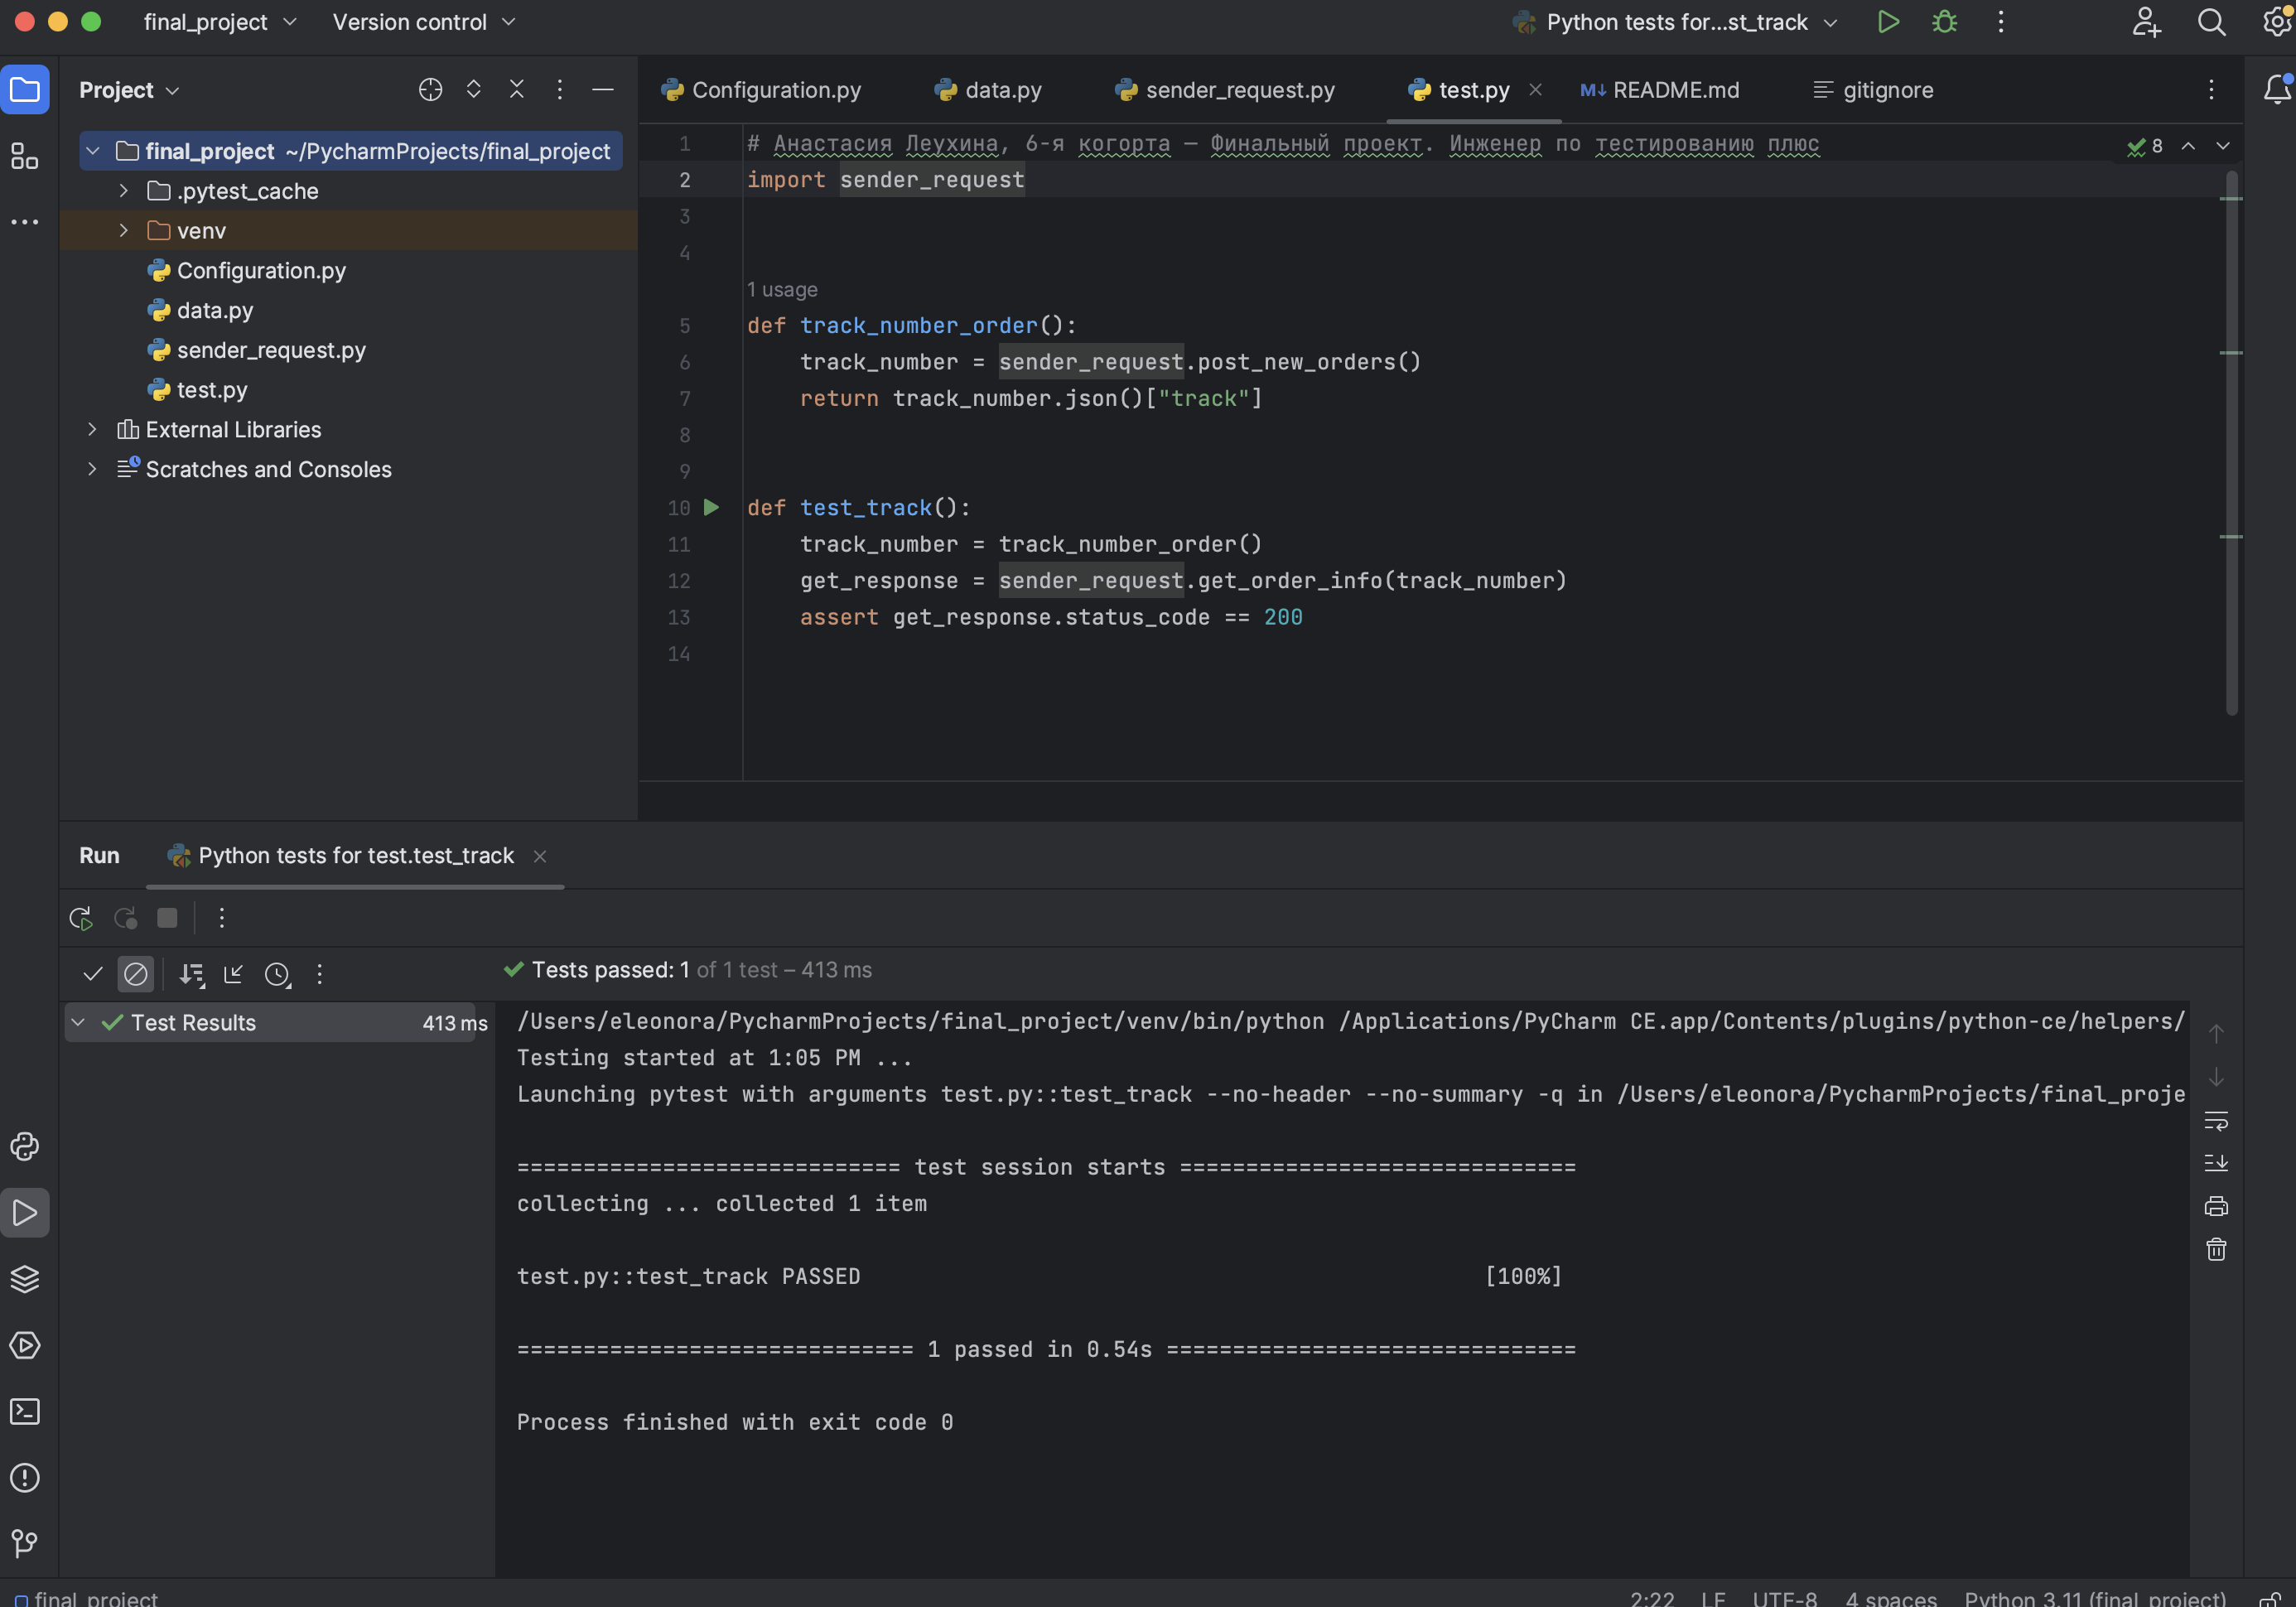 final_project
Version control
Python tests for...st_track
Project
Configuration.py
data.py
sender_request.py
test.py
M↓ README.md
gitignore
final_project ~/PycharmProjects/final_project
.pytest_cache
venv
Configuration.py
data.py
sender_request.py
test.py
External Libraries
Scratches and Consoles
1 # Анастасия Леухина, 6-я когорта — Финальный проект. Инженер по тестированию плюс
8
2 import sender_request
3
4
1 usage
5 def track_number_order():
6 track_number = sender_request.post_new_orders()
7 return track_number.json()["track"]
8
9
10 def test_track():
11 track_number = track_number_order()
12 get_response = sender_request.get_order_info(track_number)
13 assert get_response.status_code == 200
14
Run
Python tests for test.test_track
Tests passed: 1 of 1 test – 413 ms
Test Results 413 ms
/Users/eleonora/PycharmProjects/final_project/venv/bin/python /Applications/PyCharm CE.app/Contents/plugins/python-ce/helpers/
Testing started at 1:05 PM ...
Launching pytest with arguments test.py::test_track --no-header --no-summary -q in /Users/eleonora/PycharmProjects/final_proje
============================= test session starts ==============================
collecting ... collected 1 item
test.py::test_track PASSED [100%]
============================== 1 passed in 0.54s ===============================
Process finished with exit code 0
final_project
2:22 LF UTF-8 4 spaces Python 3.11 (final_project)